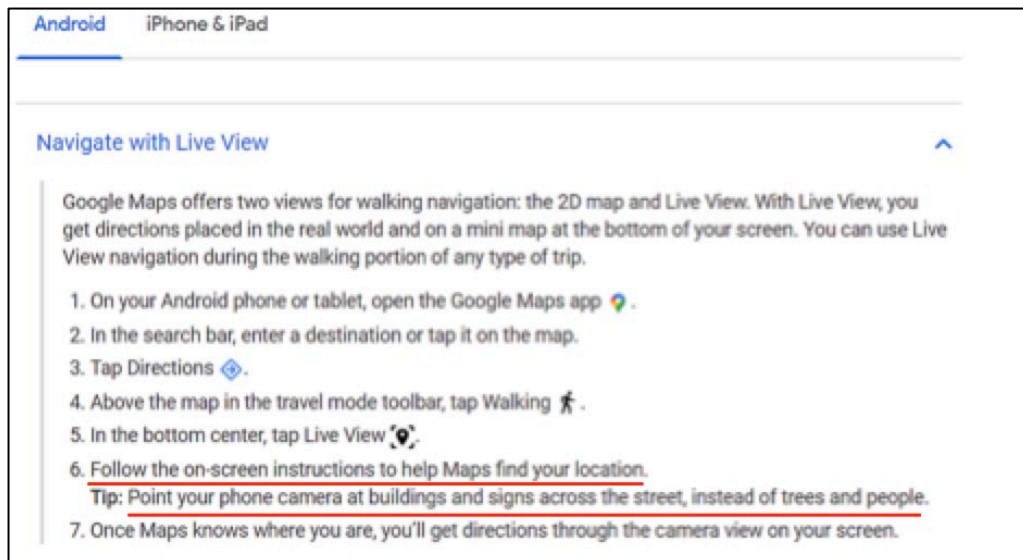 Android iPhone & iPad
Navigate with Live View
Google Maps offers two views for walking navigation: the 2D map and Live View. With Live View, you
get directions placed in the real world and on a mini map at the bottom of your screen. You can use Live
View navigation during the walking portion of any type of trip.
1. On your Android phone or tablet, open the Google Maps app .
2. In the search bar, enter a destination or tap it on the map.
3. Tap Directions .
4. Above the map in the travel mode toolbar, tap Walking .
5. In the bottom center, tap Live View .
6. Follow the on-screen instructions to help Maps find your location.
Tip: Point your phone camera at buildings and signs across the street, instead of trees and people.
7. Once Maps knows where you are, you'll get directions through the camera view on your screen.